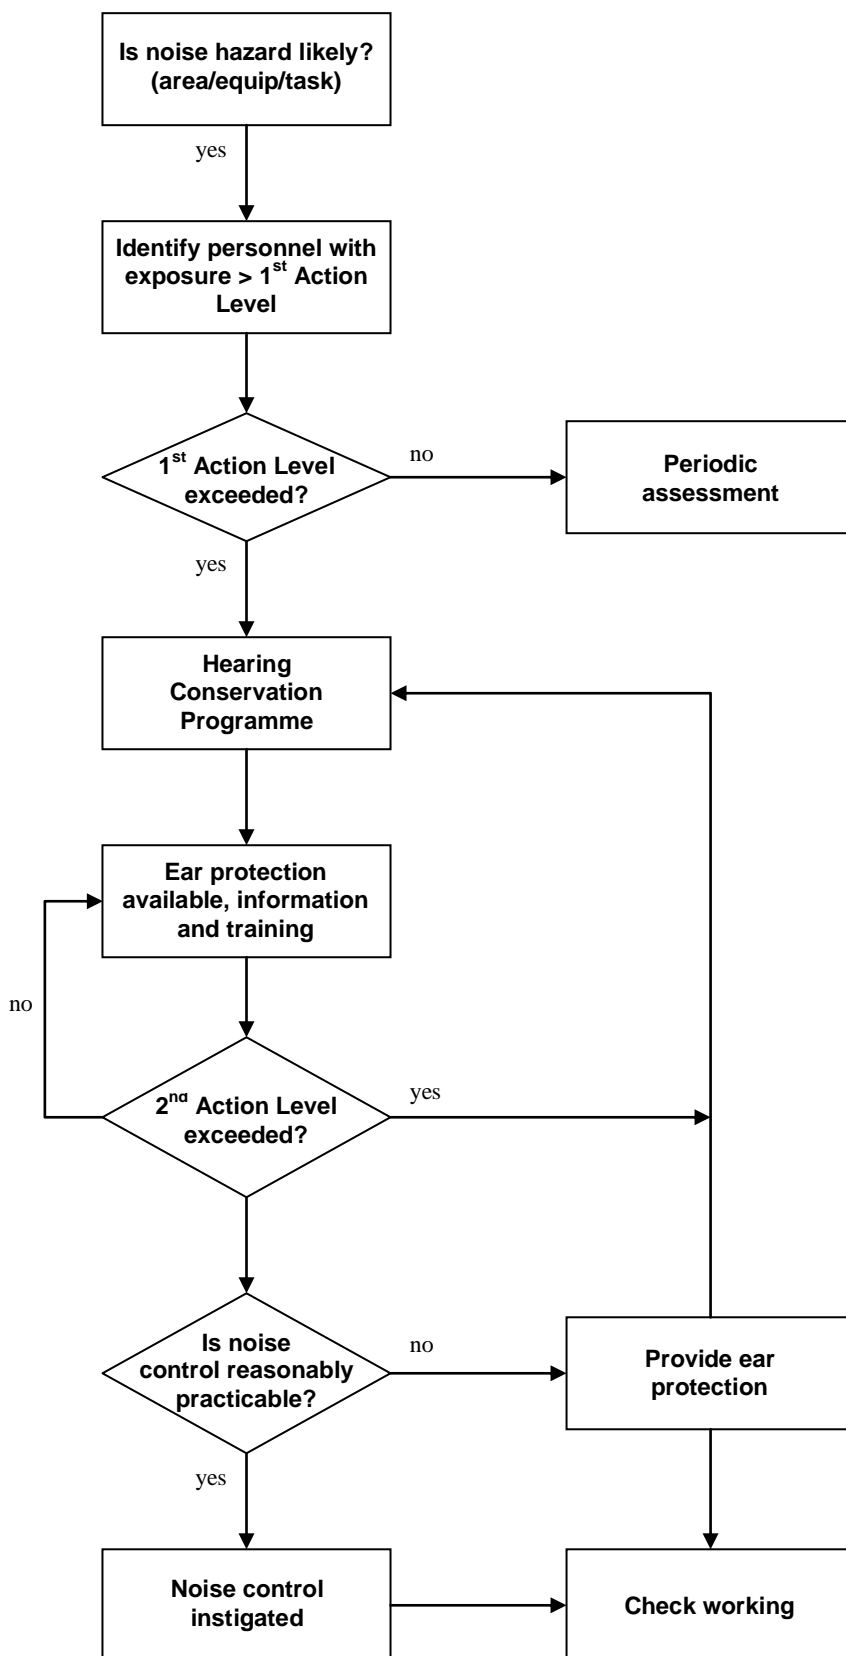 Is noise hazard likely?
(area/equip/task)
yes
Identify personnel with
exposure > 1st Action
Level
1st Action Level
exceeded?
no
Periodic
assessment
yes
Hearing
Conservation
Programme
Ear protection
available, information
and training
no
2nd Action Level
exceeded?
yes
Is noise
control reasonably
practicable?
no
Provide ear
protection
yes
Noise control
instigated
Check working